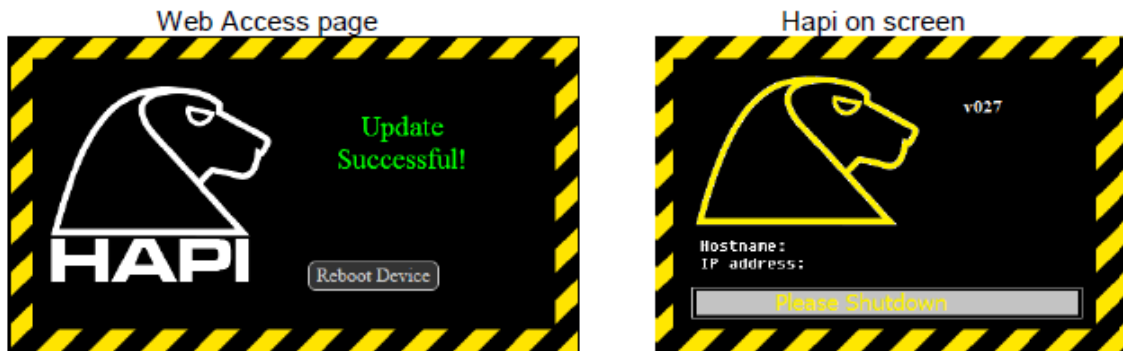 Web Access page
Update
Successful!
HAPI
Reboot Device
Hapi on screen
v027
Hostname:
IP address:
Please Shutdown